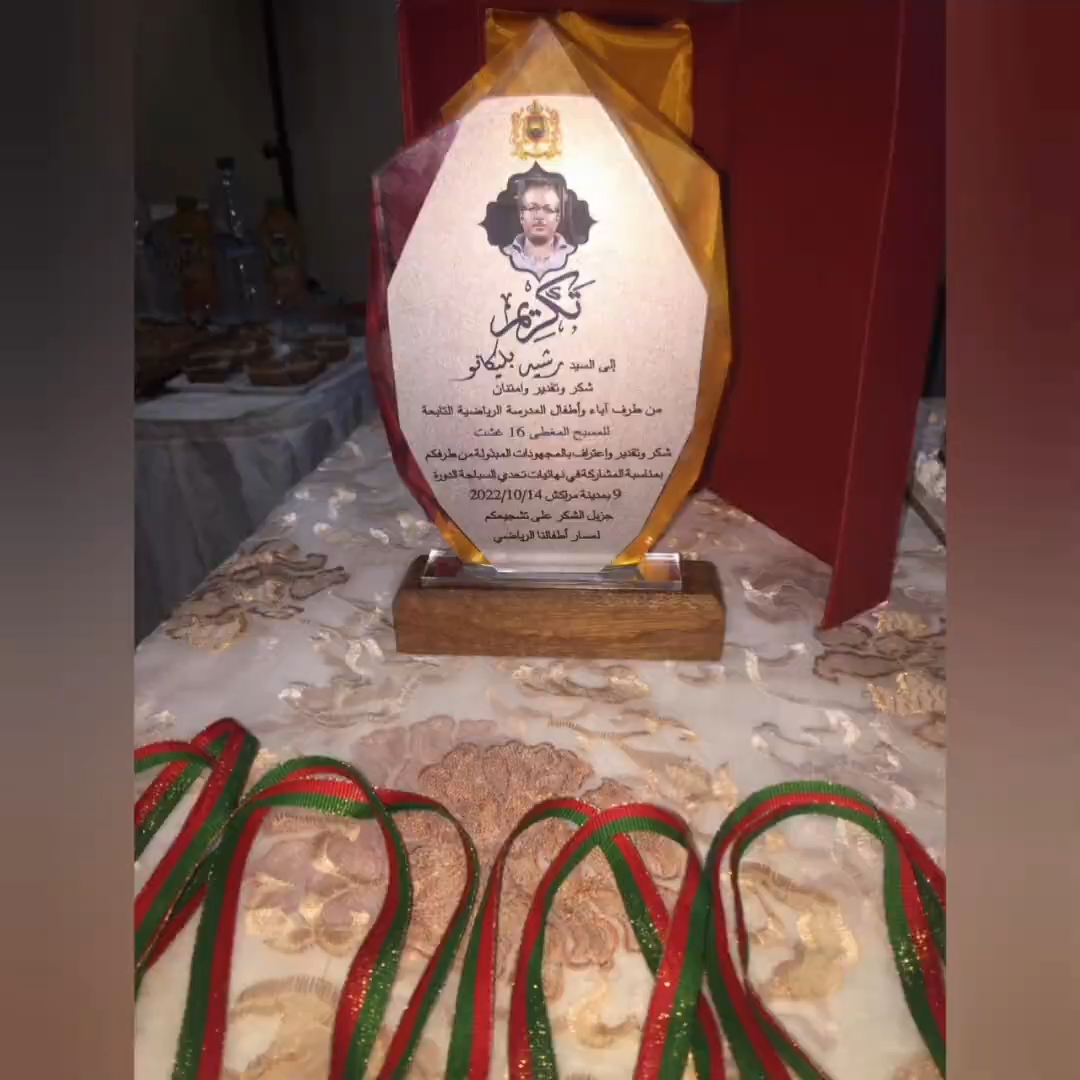 تكريم
إلى السيد رشيد بليكاتو
شكر وتقدير وامتنان
من طرف آباء وأطفال المدرسة الرياضية التابعة
للمسبح المغطى 16 غشت
شكر وتقدير وإعتراف بالمجهودات المبذولة من طرفكم
بمناسبة المشاركة في نهائيات تحدي السباحة الدورة
9 بمدينة مراكش 2022/10/14
جزيل الشكر على تشجيعكم
لمسار أطفالنا الرياضي